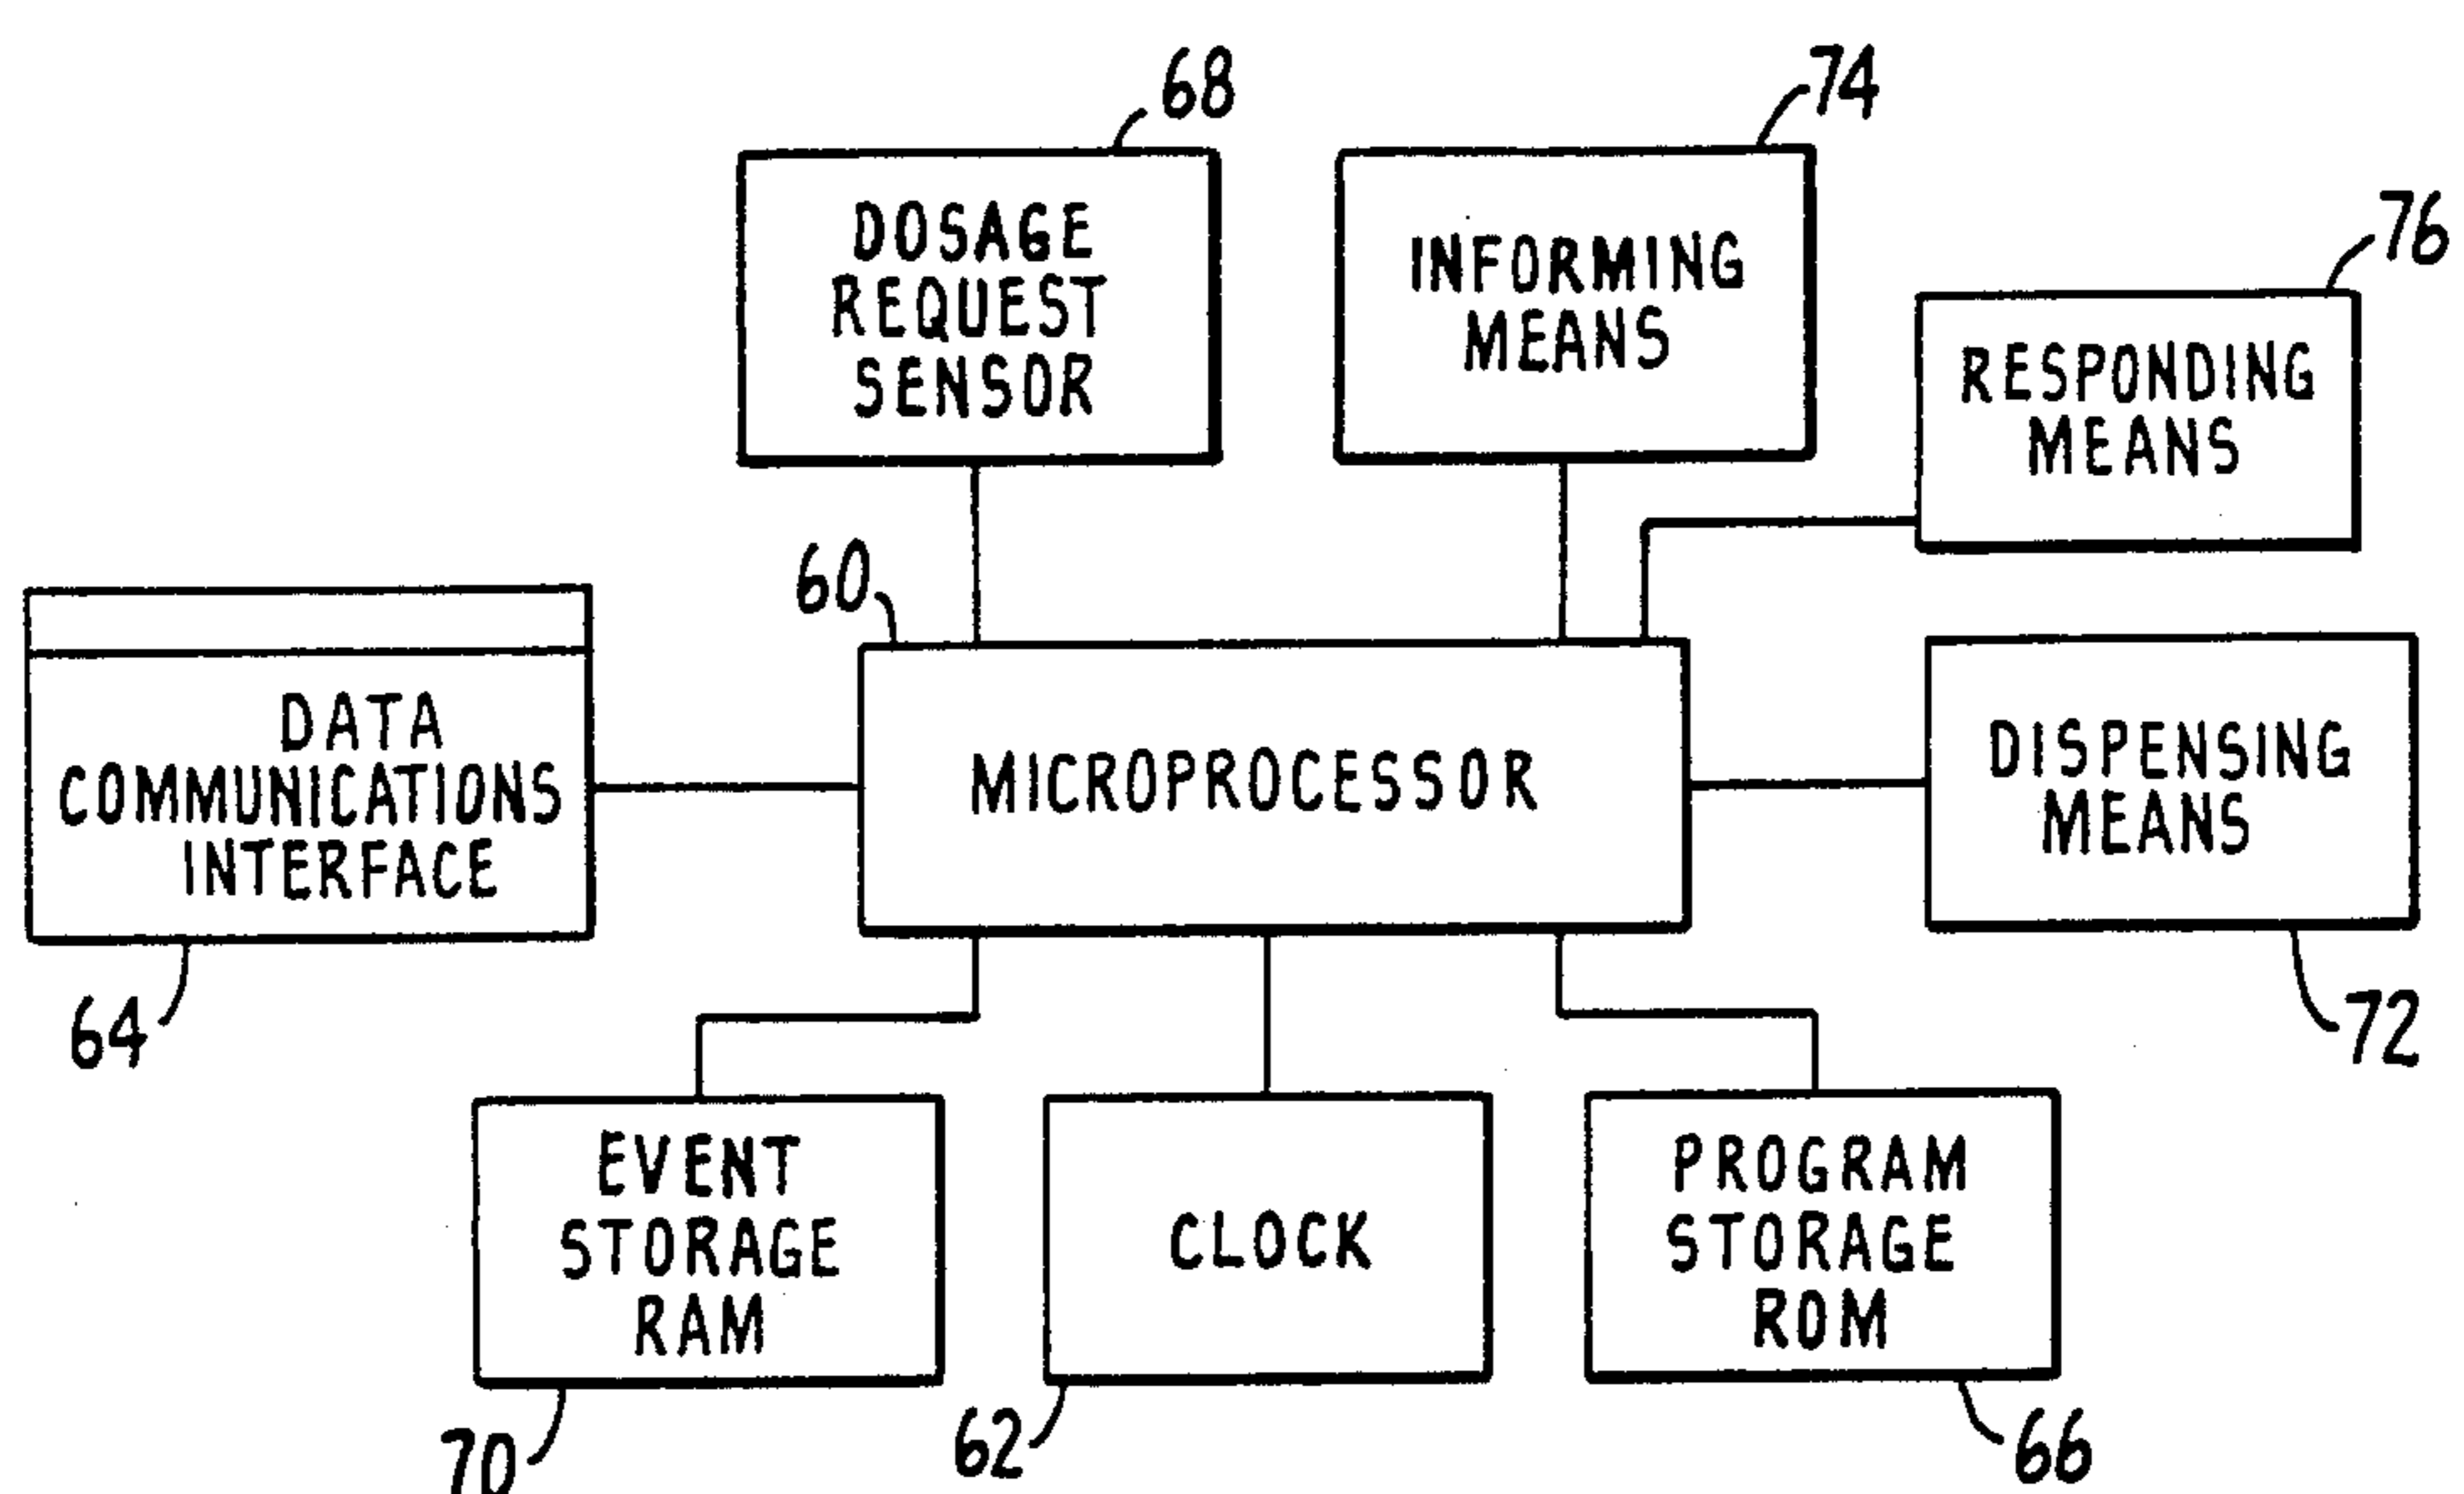 68
74
DOSAGE
REQUEST
SENSOR
INFORMING
MEANS
76
RESPONDING
MEANS
60
DATA
COMMUNICATIONS
INTERFACE
MICROPROCESSOR
DISPENSING
MEANS
64
72
EVENT
STORAGE
RAM
CLOCK
PROGRAM
STORAGE
ROM
70
62
66